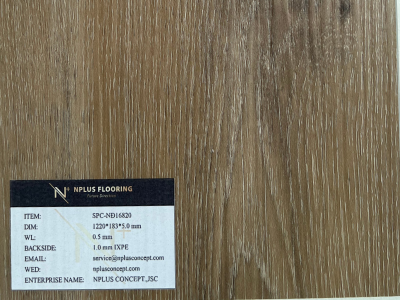 N+ NPLUS FLOORING
ITEM: SPC-NĐ16820
DIM: 1220*183*5.0 mm
WL: 0.5 mm
BACKSIDE: 1.0 mm IXPE
EMAIL: service@nplusconcept.com
WED: nplusconcept.com
ENTERPRISE NAME: NPLUS CONCEPT.,JSC